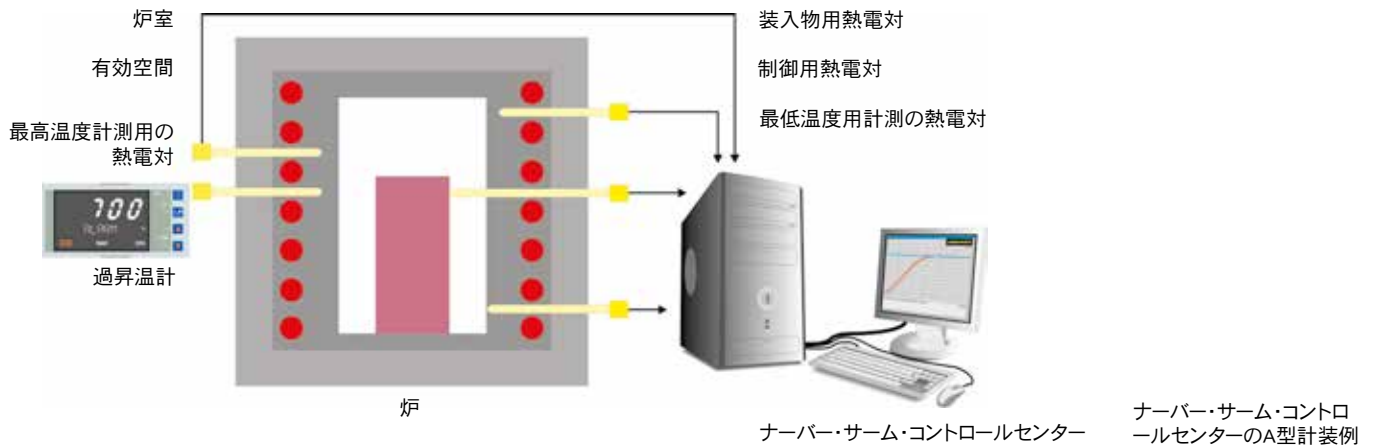 炉室
有効空間
最高温度計測用の
熱電対
700
ALARM
過昇温計
炉
装入物用熱電対
制御用熱電対
最低温度用計測の熱電対
ナーバー・サーム・コントロールセンター
ナーバー・サーム・コントロ
ールセンターのA型計装例